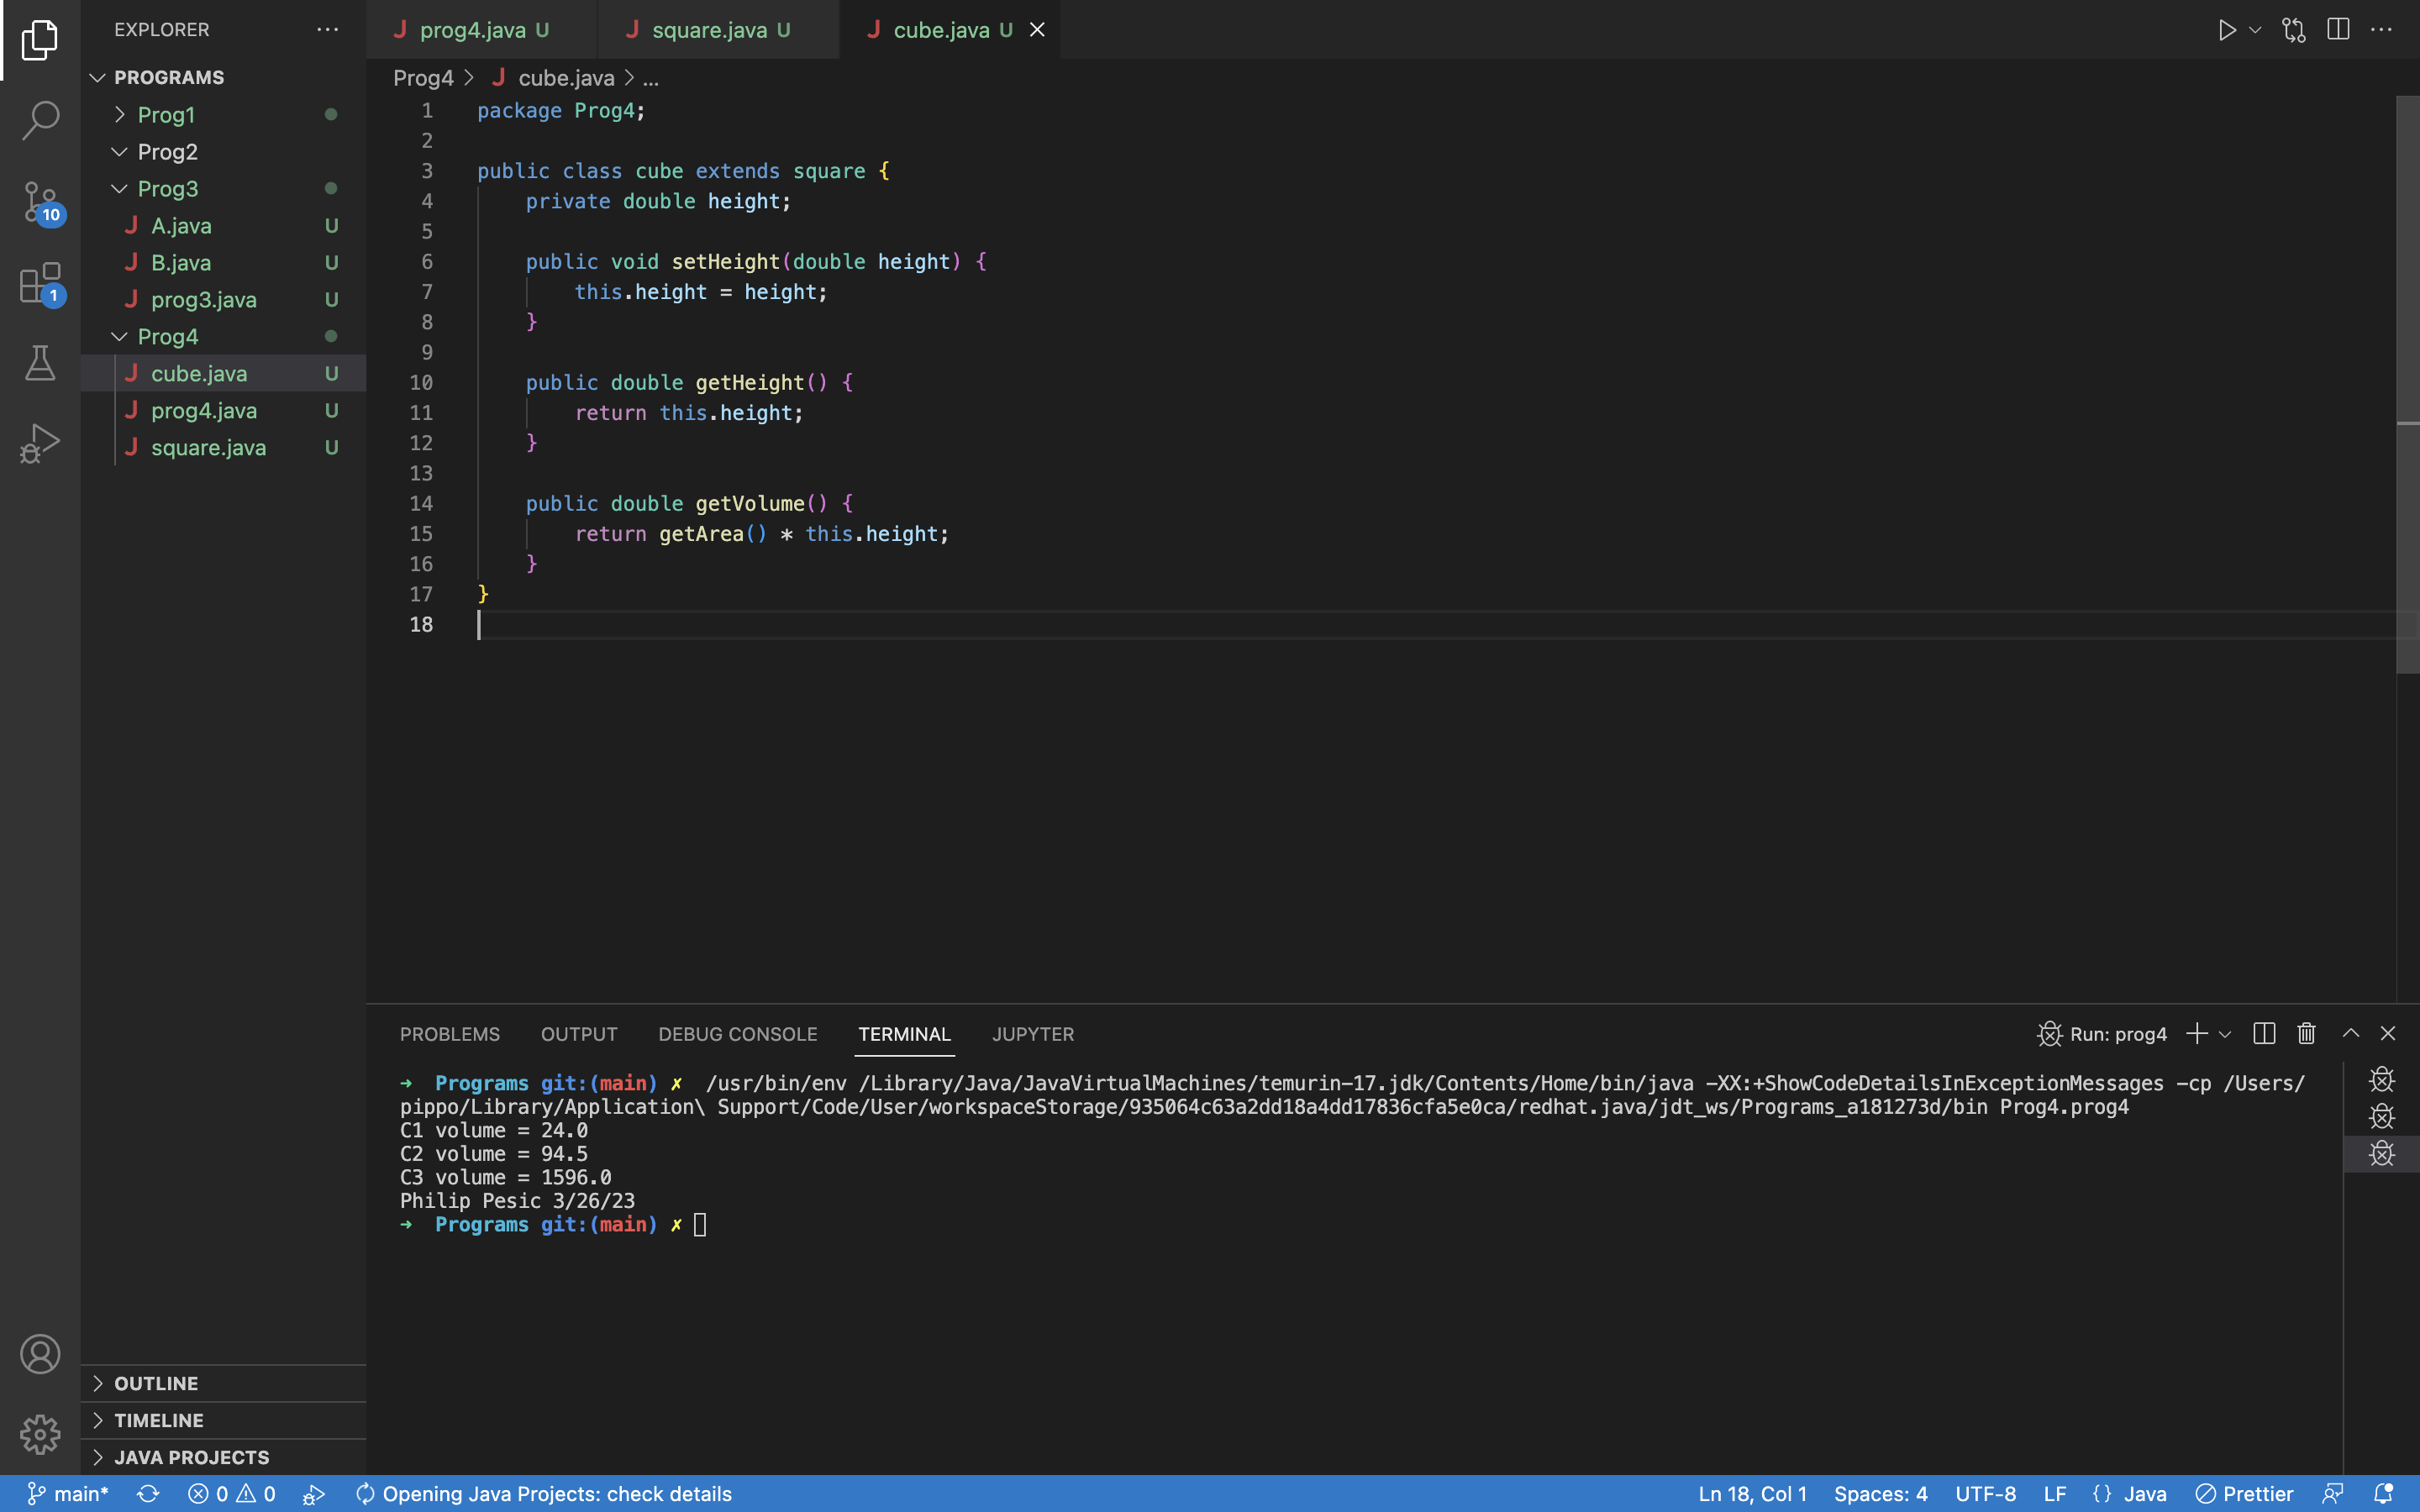 EXPLORER
PROGRAMS
Prog1
Prog2
Prog3
A.java U
B.java U
prog3.java U
Prog4
cube.java U
prog4.java U
square.java U
10
1
OUTLINE
TIMELINE
JAVA PROJECTS
prog4.java U square.java U cube.java U
Prog4 > cube.java > ...
1 package Prog4;
2
3 public class cube extends square {
4 private double height;
5
6 public void setHeight(double height) {
7 this.height = height;
8 }
9
10 public double getHeight() {
11 return this.height;
12 }
13
14 public double getVolume() {
15 return getArea() * this.height;
16 }
17 }
18
PROBLEMS OUTPUT DEBUG CONSOLE TERMINAL JUPYTER Run: prog4
➜ Programs git:(main) ✗ /usr/bin/env /Library/Java/JavaVirtualMachines/temurin-17.jdk/Contents/Home/bin/java -XX:+ShowCodeDetailsInExceptionMessages -cp /Users/
pippo/Library/Application\ Support/Code/User/workspaceStorage/935064c63a2dd18a4dd17836cfa5e0ca/redhat.java/jdt_ws/Programs_a181273d/bin Prog4.prog4
C1 volume = 24.0
C2 volume = 94.5
C3 volume = 1596.0
Philip Pesic 3/26/23
➜ Programs git:(main) ✗
main* 0 0 Opening Java Projects: check details Ln 18, Col 1 Spaces: 4 UTF-8 LF {} Java Prettier